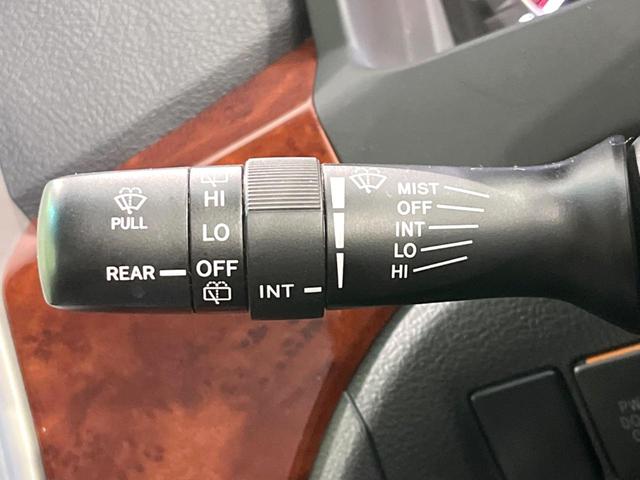 PULL
REAR
HI
LO
OFF
INT
MIST
OFF
INT
LO
HI